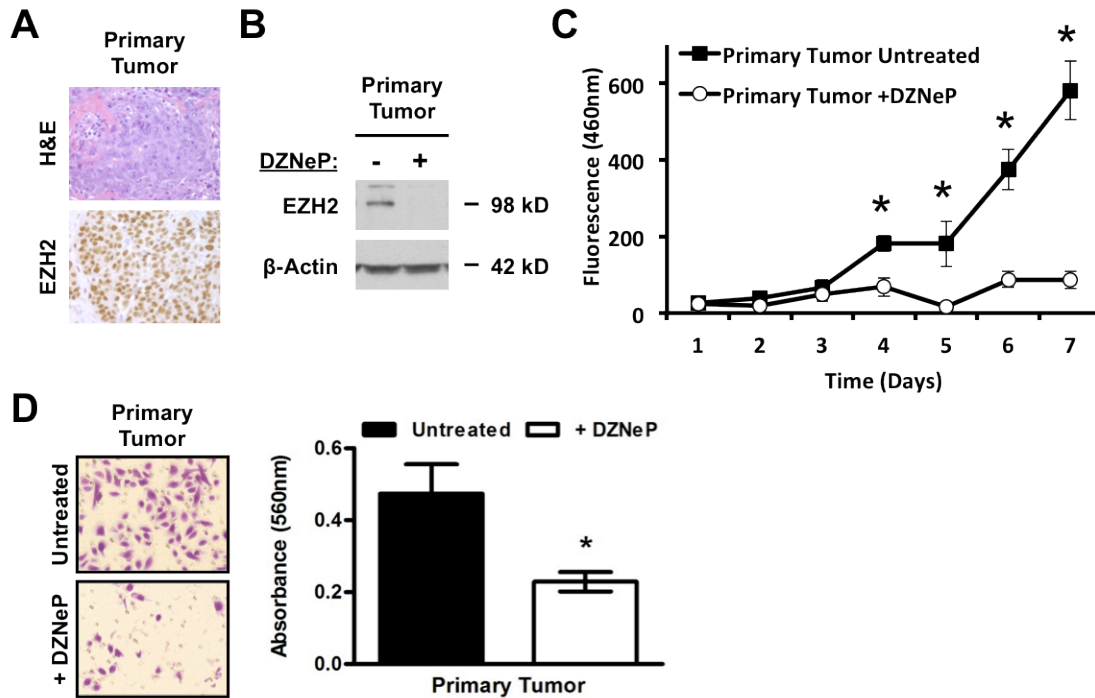 A
Primary
Tumor
H&E
EZH2
B
Primary
Tumor
DZNeP: - +
EZH2 – 98 kD
β-Actin – 42 kD
C
Primary Tumor Untreated
Primary Tumor +DZNeP
* * * *
Fluorescence (460nm)
600
400
200
0
1 2 3 4 5 6 7
Time (Days)
D
Primary
Tumor
Untreated
+ DZNeP
Untreated + DZNeP
Absorbance (560nm)
0.6
0.4
0.2
0.0
*
Primary Tumor